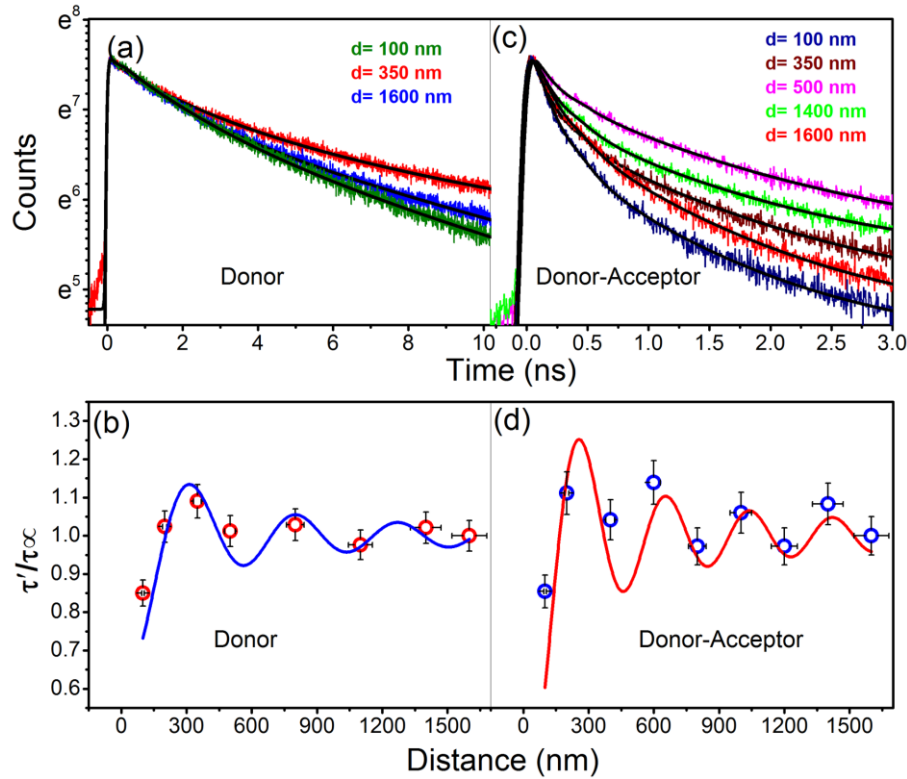 (a)
d= 100 nm
d= 350 nm
d= 1600 nm
Donor
(c)
d= 100 nm
d= 350 nm
d= 500 nm
d= 1400 nm
d= 1600 nm
Donor-Acceptor
Counts
e⁸
e⁷
e⁶
e⁵
0 2 4 6 8 10
0.0 0.5 1.0 1.5 2.0 2.5 3.0
Time (ns)
(b)
Donor
(d)
Donor-Acceptor
τ'/τ∝
1.3
1.2
1.1
1.0
0.9
0.8
0.7
0.6
0 300 600 900 1200 1500
0 300 600 900 1200 1500
Distance (nm)